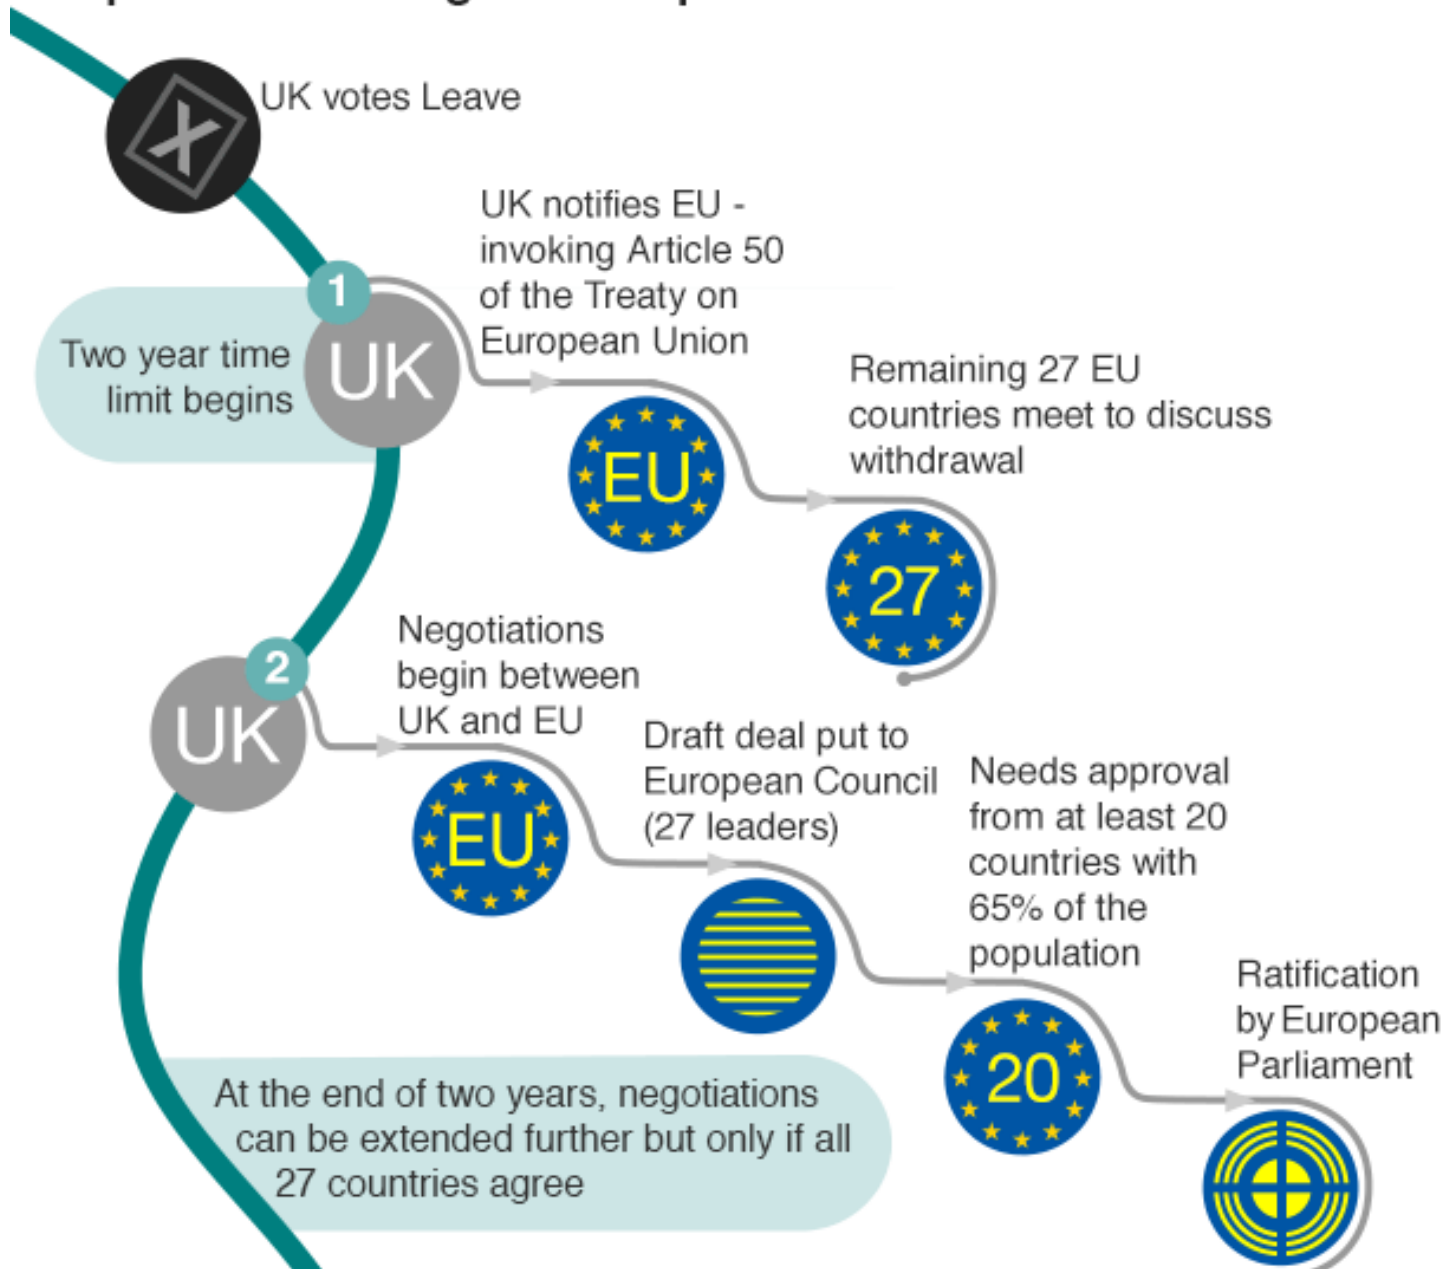 UK votes Leave
UK notifies EU -
invoking Article 50
of the Treaty on
European Union
1
UK
Two year time
limit begins
EU
Remaining 27 EU
countries meet to discuss
withdrawal
27
2
UK
Negotiations
begin between
UK and EU
EU
Draft deal put to
European Council
(27 leaders)
Needs approval
from at least 20
countries with
65% of the
population
20
Ratification
by European
Parliament
At the end of two years, negotiations
can be extended further but only if all
27 countries agree